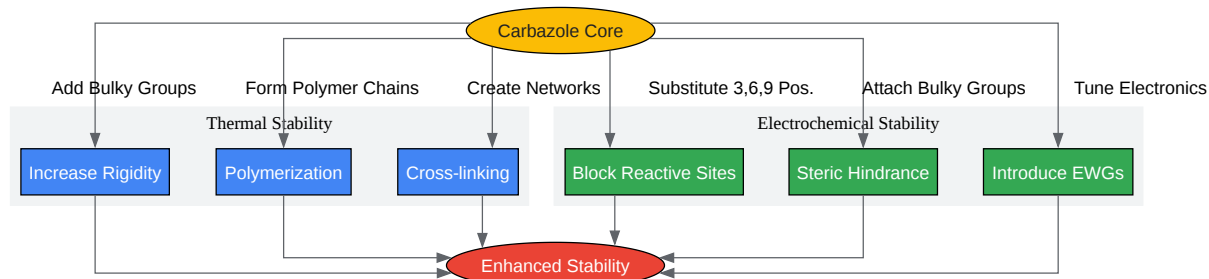 Carbazole Core
Add Bulky Groups
Form Polymer Chains
Create Networks
Substitute 3,6,9 Pos.
Attach Bulky Groups
Tune Electronics
Thermal Stability
Electrochemical Stability
Increase Rigidity
Polymerization
Cross-linking
Block Reactive Sites
Steric Hindrance
Introduce EWGs
Enhanced Stability